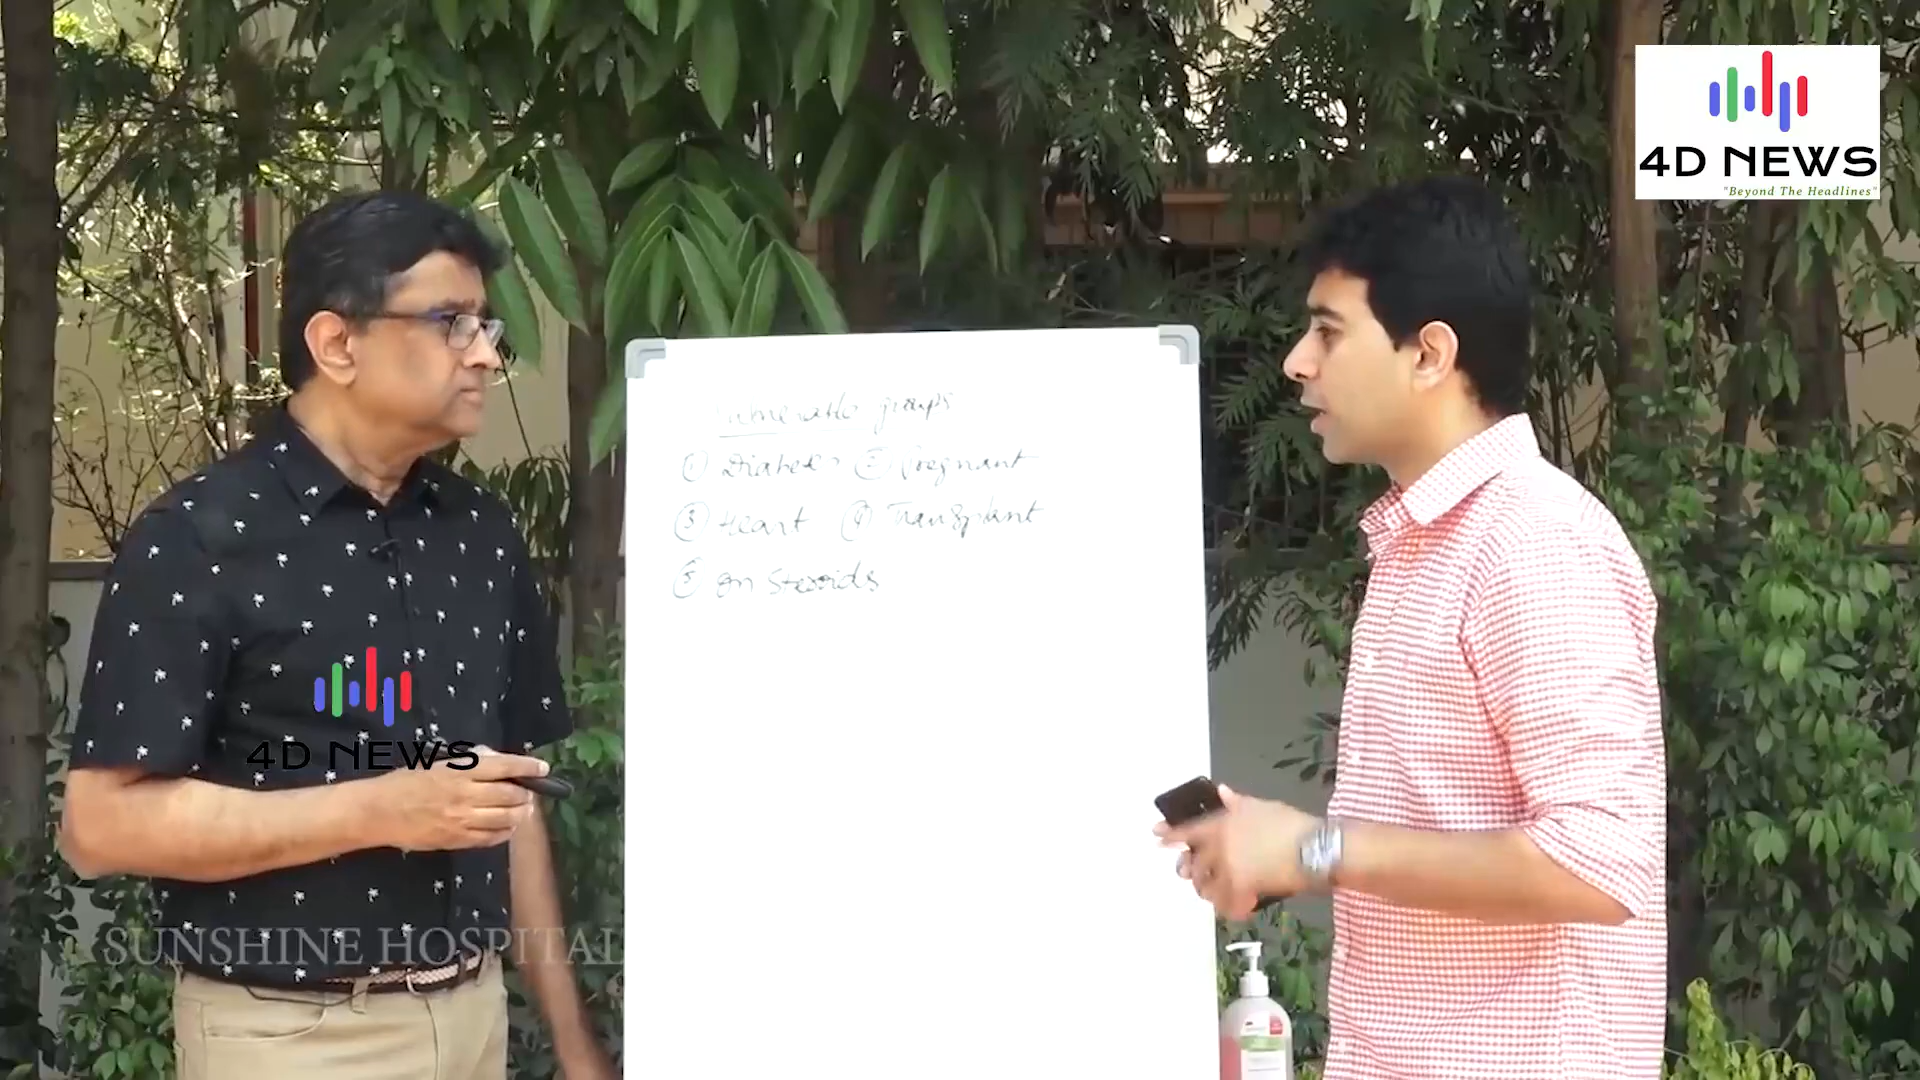 4D NEWS
"Beyond The Headlines"
Vulnerable groups
① Diabetes ② Pregnant
③ Heart ④ Transplant
⑤ on Steroids
4D NEWS
SUNSHINE HOSPITAL